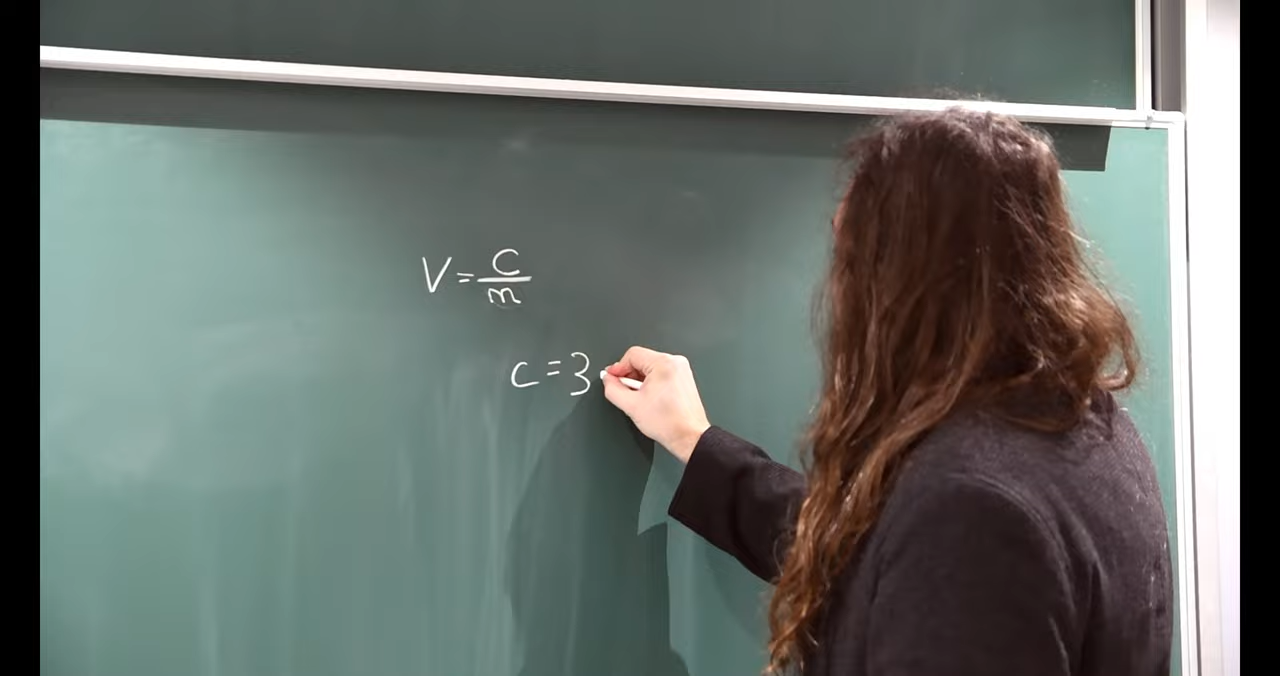 V = C/m
C = 3